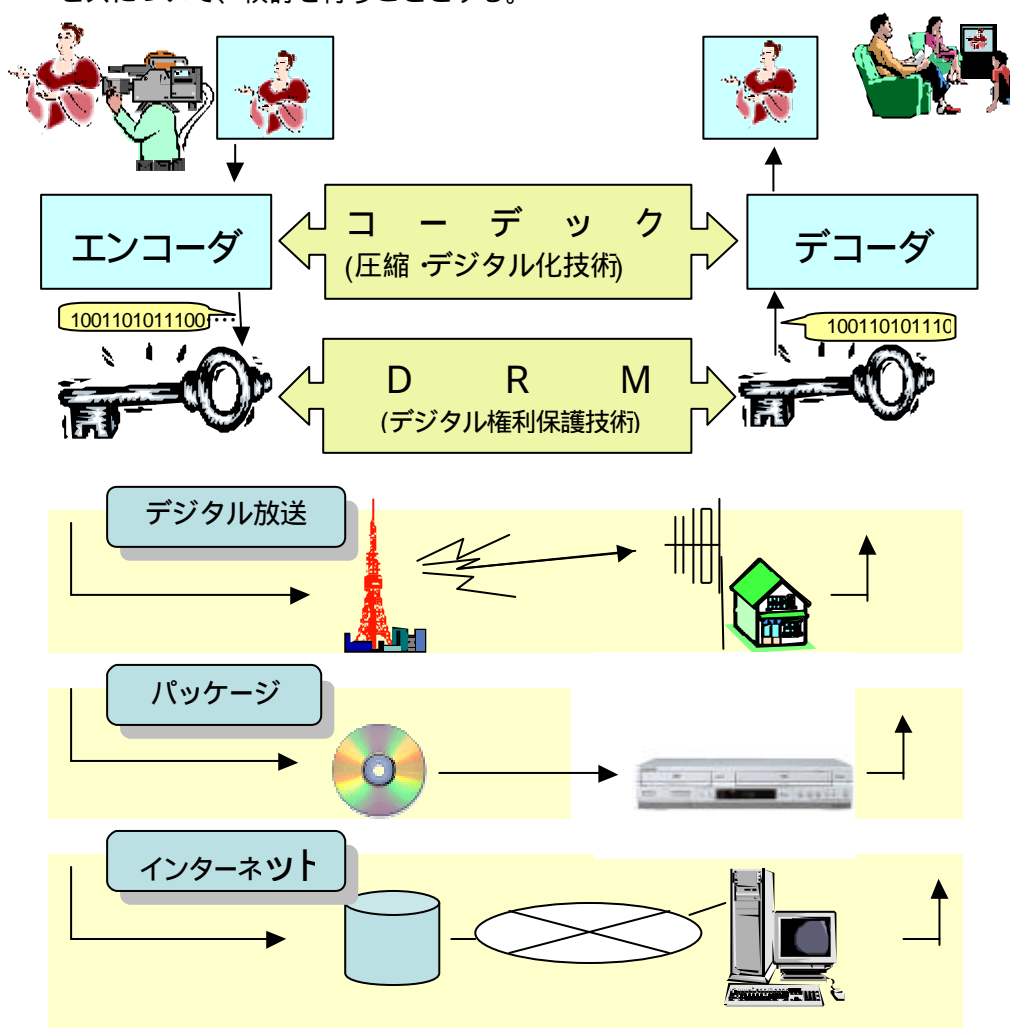 エンコーダ
コーデック
(圧縮・デジタル化技術)
デコーダ
1001101011100‥‥
100110101110
DRM
(デジタル権利保護技術)
デジタル放送
パッケージ
インターネット